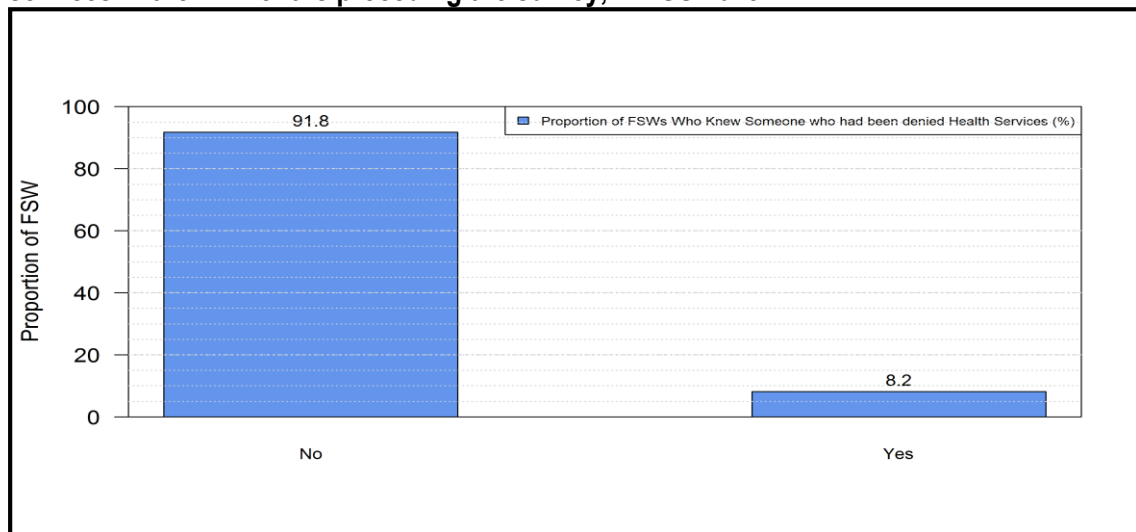 100
80
60
40
20
0
Proportion of FSW
91.8
8.2
Proportion of FSWs Who Knew Someone who had been denied Health Services (%)
No
Yes